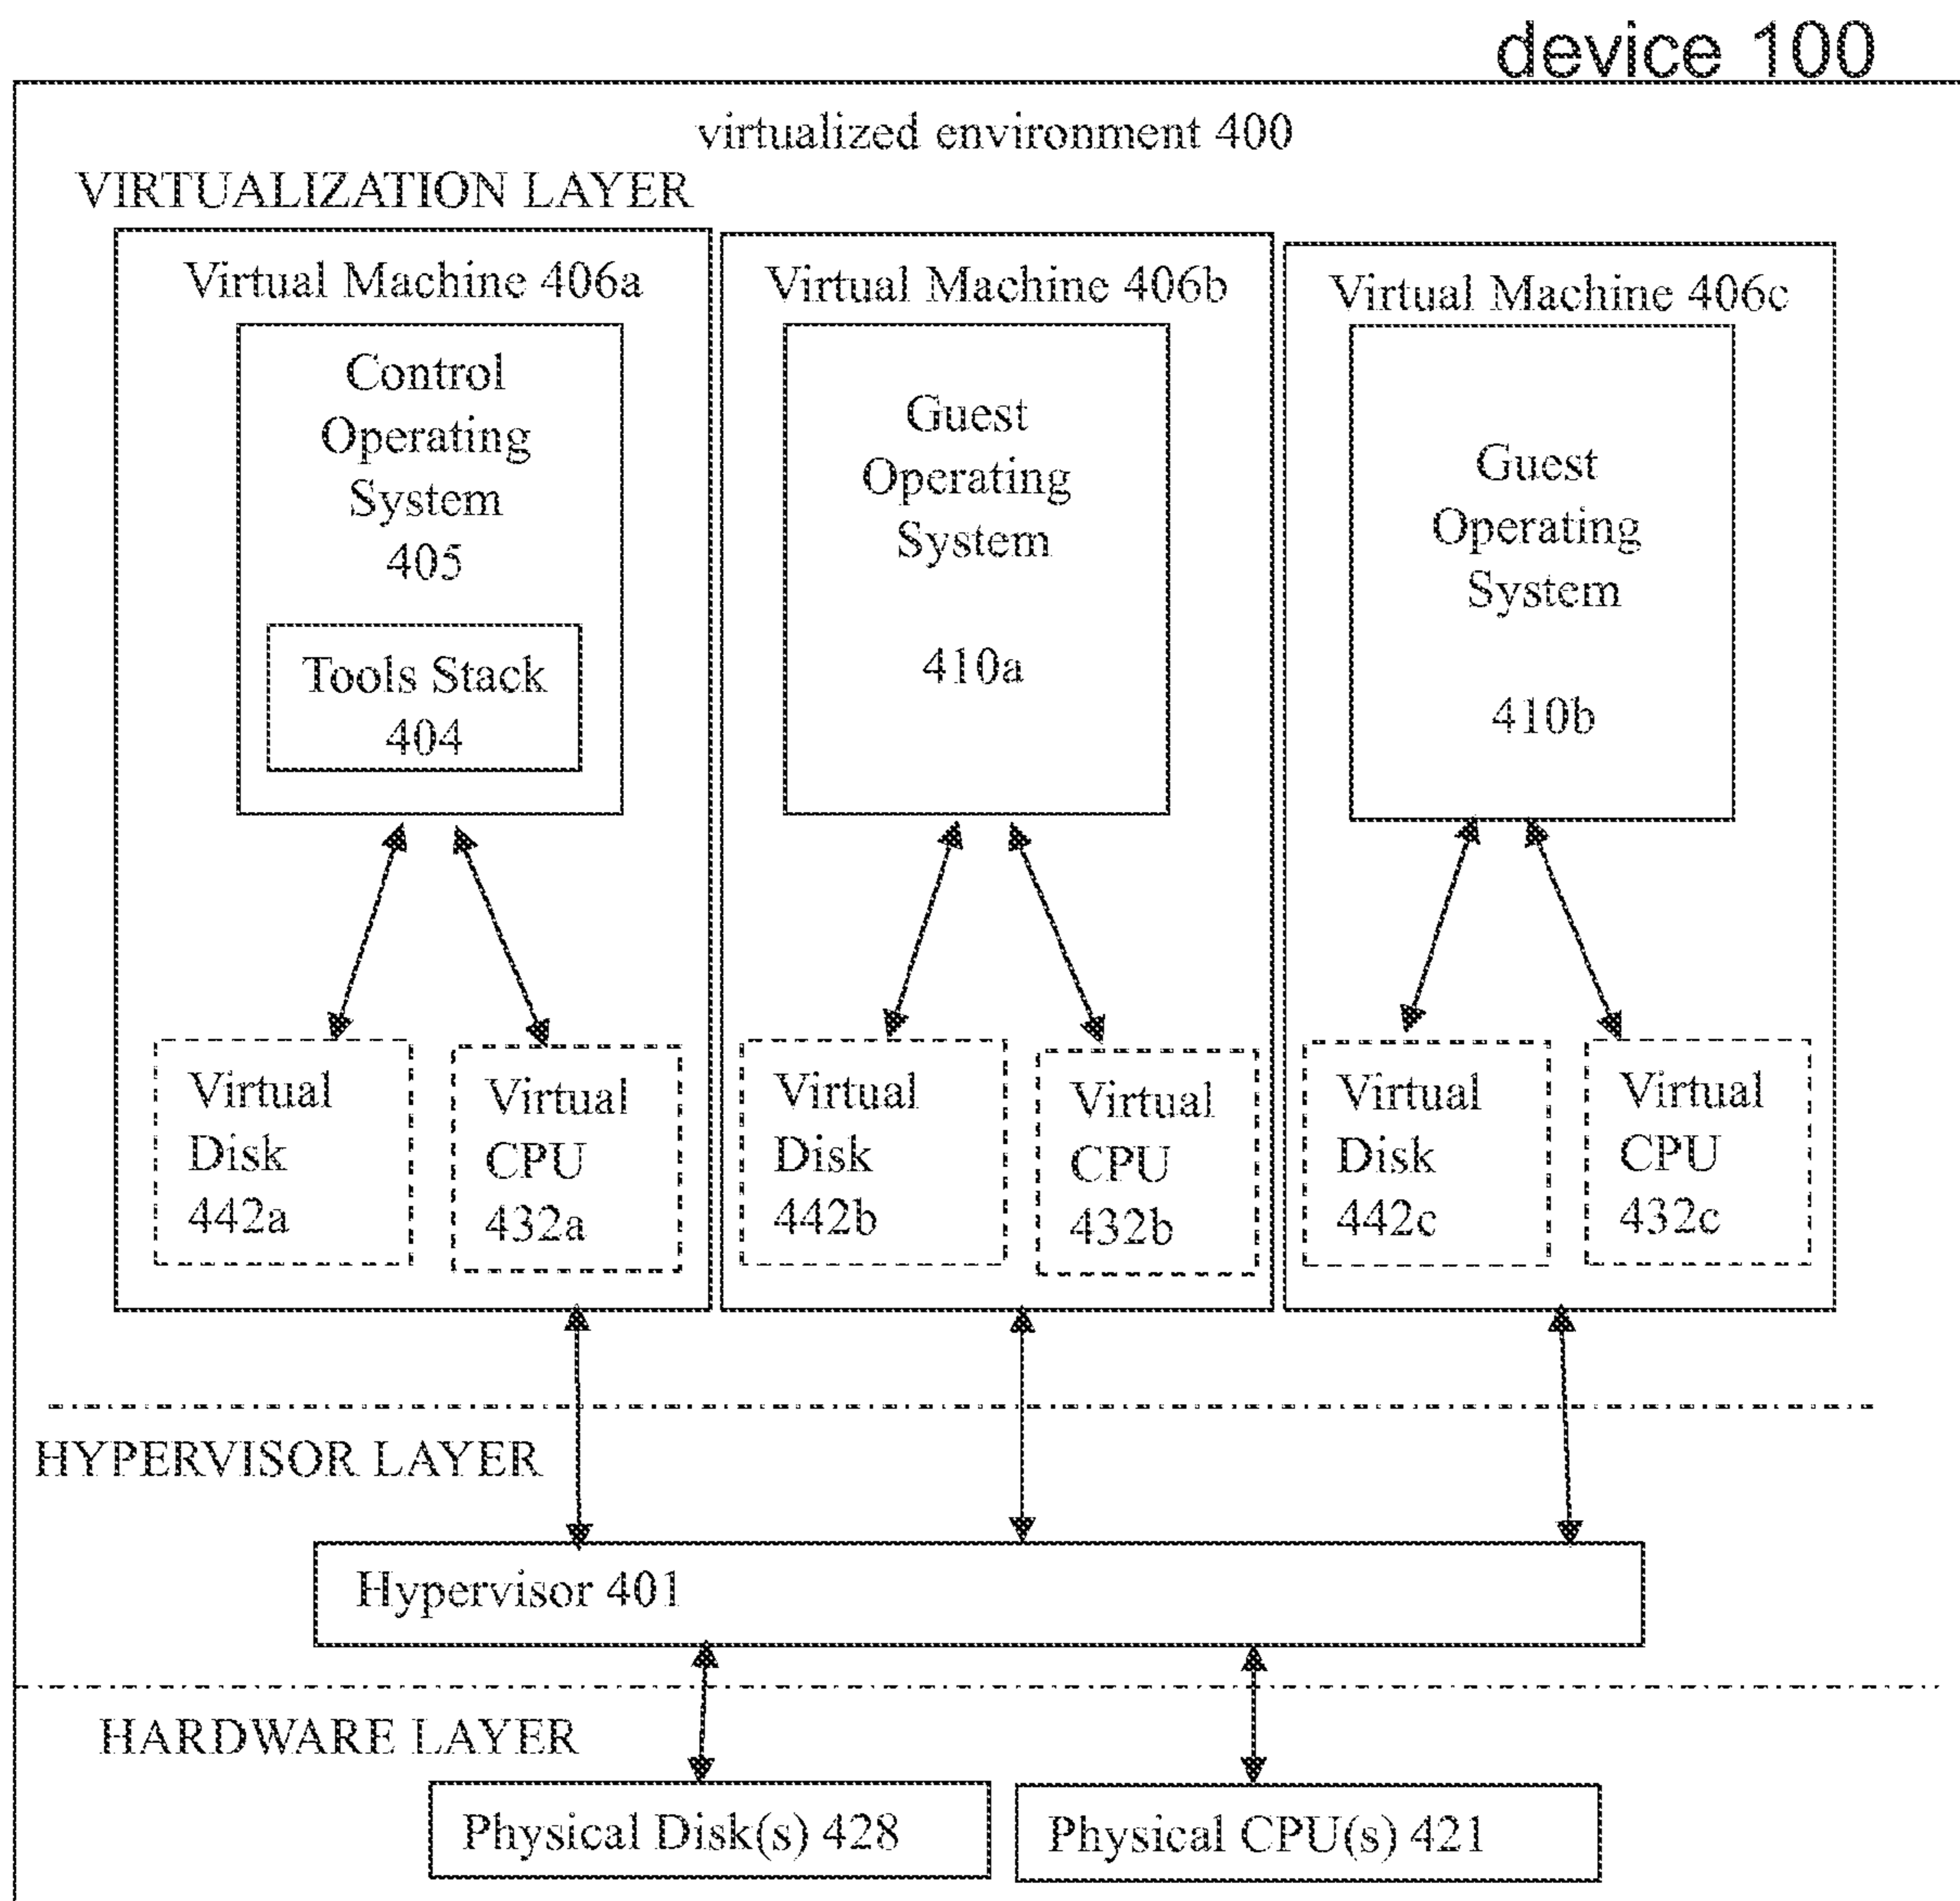 device 100
virtualized environment 400
VIRTUALIZATION LAYER
Virtual Machine 406a
Control
Operating
System
405
Tools Stack
404
Virtual
Disk
442a
Virtual
CPU
432a
Virtual Machine 406b
Guest
Operating
System
410a
Virtual
Disk
442b
Virtual
CPU
432b
Virtual Machine 406c
Guest
Operating
System
410b
Virtual
Disk
442c
Virtual
CPU
432c
HYPERVISOR LAYER
Hypervisor 401
HARDWARE LAYER
Physical Disk(s) 428
Physical CPU(s) 421